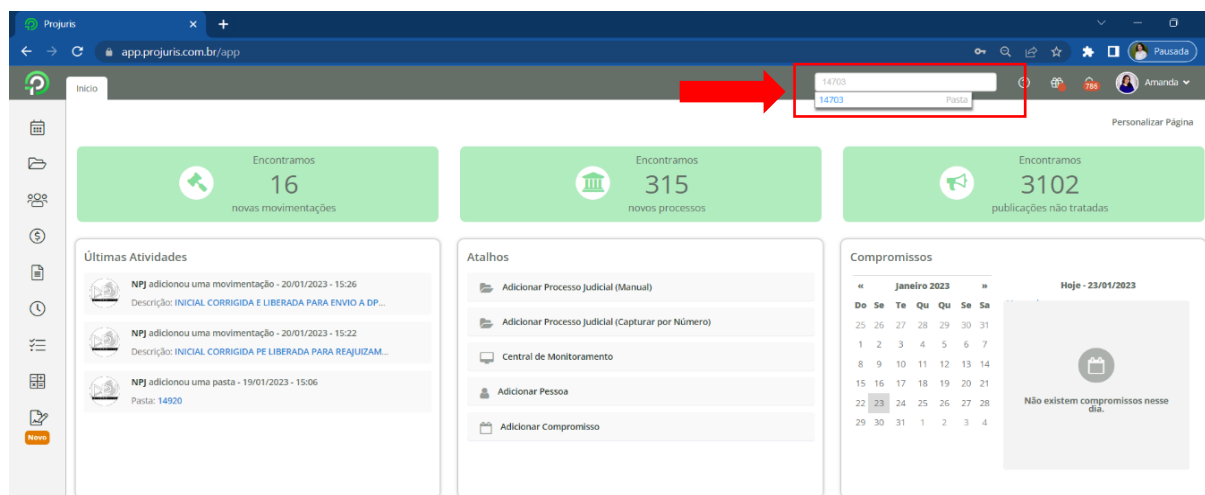 Projuris
app.projuris.com.br/app
Pausada
Início
14703
14703 Pasta
786
Amanda
Personalizar Página
Encontramos
16
novas movimentações
Encontramos
315
novos processos
Encontramos
3102
publicações não tratadas
Últimas Atividades
NPJ adicionou uma movimentação - 20/01/2023 - 15:26
Descrição: INICIAL CORRIGIDA E LIBERADA PARA ENVIO A DP...
NPJ adicionou uma movimentação - 20/01/2023 - 15:22
Descrição: INICIAL CORRIGIDA PE LIBERADA PARA REAJUIZAM...
NPJ adicionou uma pasta - 19/01/2023 - 15:06
Pasta: 14920
Atalhos
Adicionar Processo Judicial (Manual)
Adicionar Processo Judicial (Capturar por Número)
Central de Monitoramento
Adicionar Pessoa
Adicionar Compromisso
Compromissos
« Janeiro 2023 »
Do Se Te Qu Qu Se Sa
25 26 27 28 29 30 31
1 2 3 4 5 6 7
8 9 10 11 12 13 14
15 16 17 18 19 20 21
22 23 24 25 26 27 28
29 30 31 1 2 3 4
Hoje - 23/01/2023
Não existem compromissos nesse
dia.
Novo